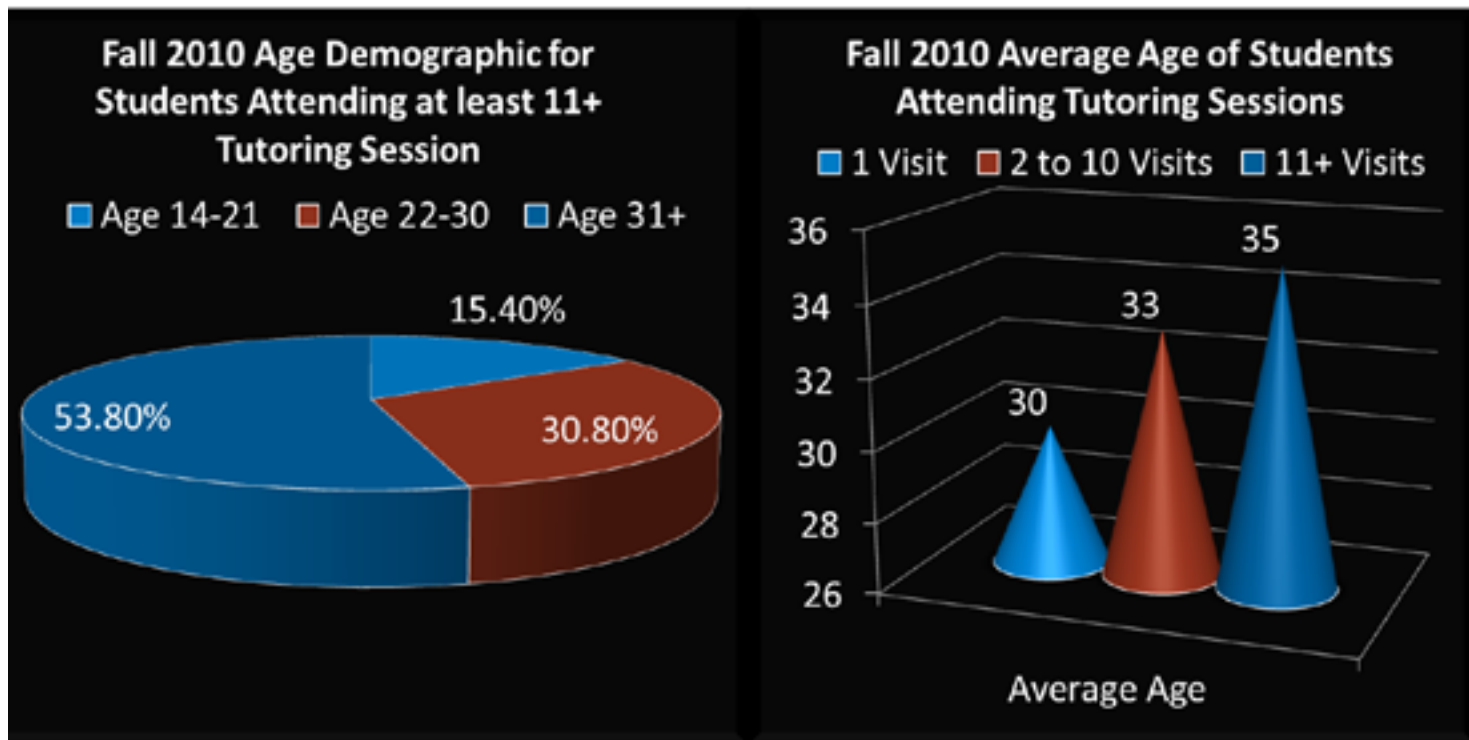 Fall 2010 Age Demographic for
Students Attending at least 11+
Tutoring Session
Age 14-21 Age 22-30 Age 31+
15.40%
53.80%
30.80%
Fall 2010 Average Age of Students
Attending Tutoring Sessions
1 Visit 2 to 10 Visits 11+ Visits
36
34
32
30
28
26
30
33
35
Average Age